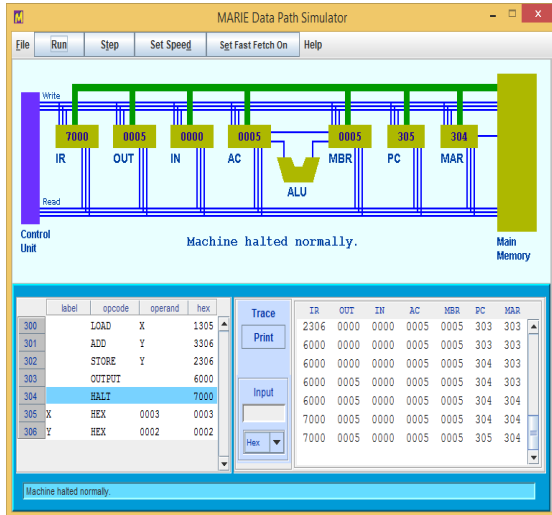 M MARIE Data Path Simulator - x
File Run Step Set Speed Set Fast Fetch On Help
Write
7000 0005 0000 0005 0005 305 304
IR OUT IN AC MBR PC MAR
ALU
Read
Control Unit
Machine halted normally.
Main Memory
label opcode operand hex
300 LOAD X 1305
301 ADD Y 3306
302 STORE Y 2306
303 OUTPUT 6000
304 HALT 7000
305 X HEX 0003 0003
306 Y HEX 0002 0002
Trace
Print
Input
Hex
IR OUT IN AC MBR PC MAR
2306 0000 0000 0005 0005 303 303
6000 0000 0000 0005 0005 303 303
6000 0000 0000 0005 0005 304 303
6000 0005 0000 0005 0005 304 303
6000 0005 0000 0005 0005 304 304
7000 0005 0000 0005 0005 304 304
7000 0005 0000 0005 0005 305 304
Machine halted normally.